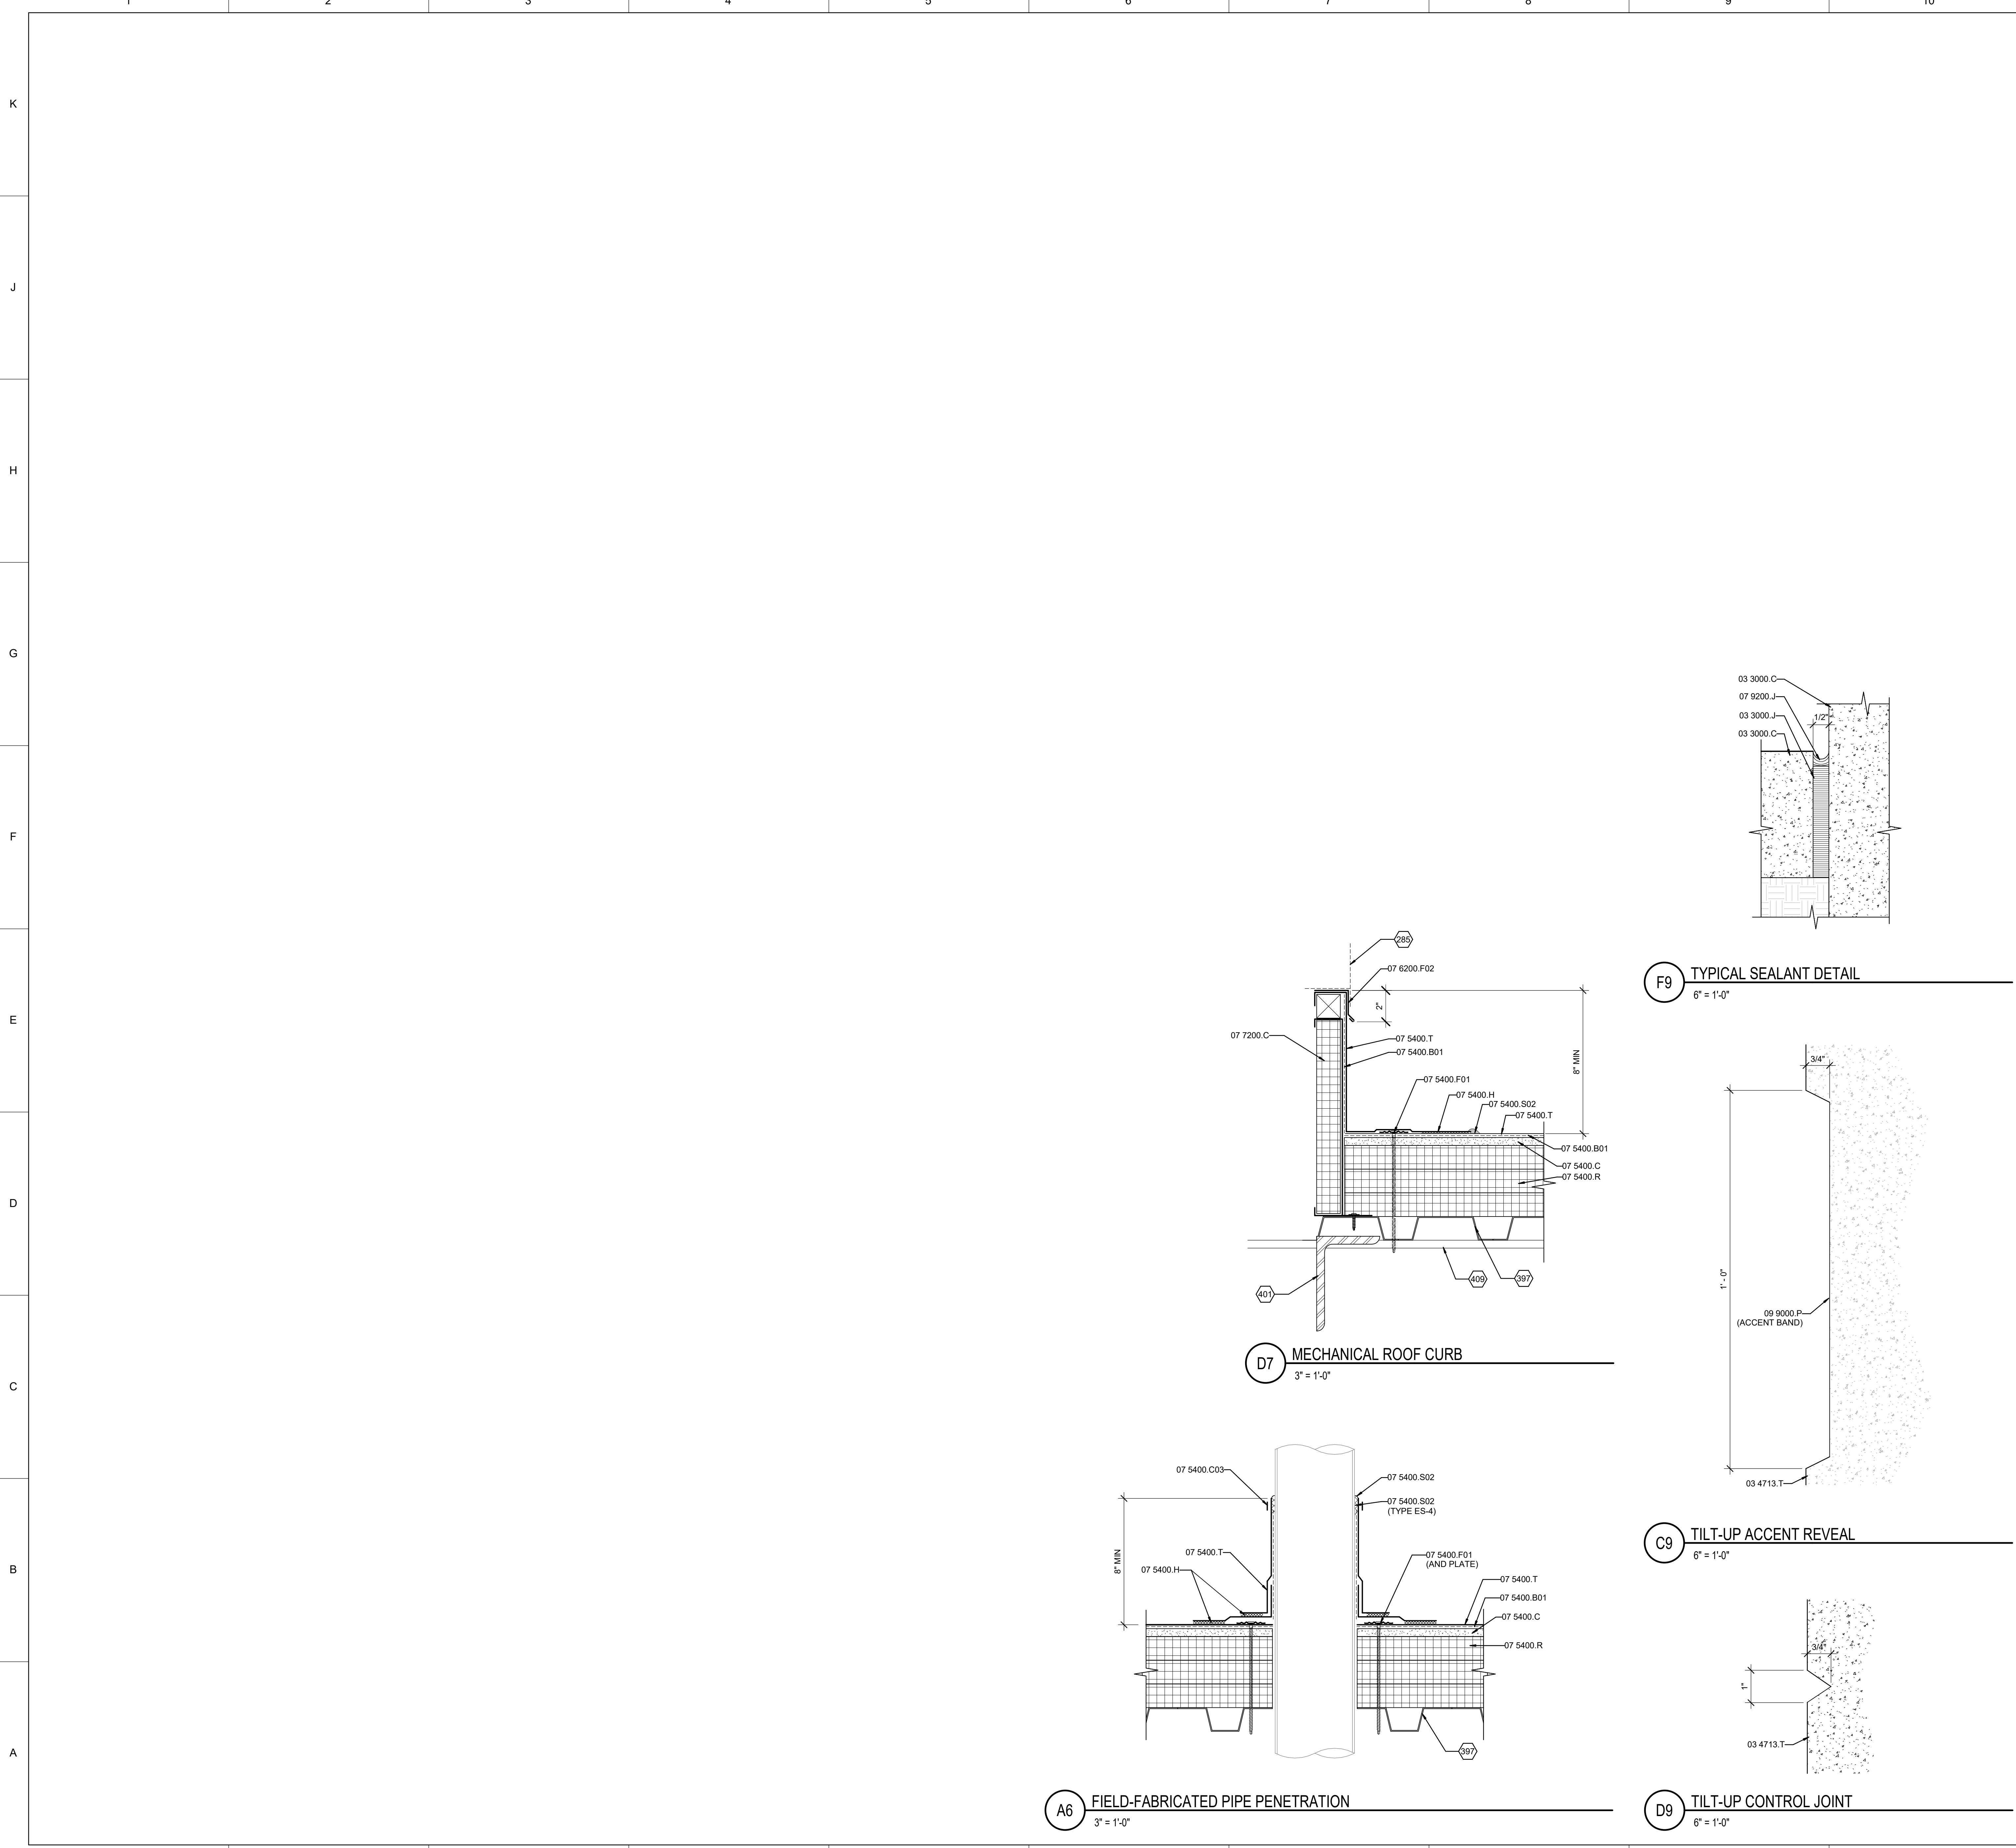 1 2 3 4 5 6 7 8 9 10
K
J
H
G
F
E
D
C
B
A
03 3000.C
07 9200.J
03 3000.J
03 3000.C
1/2"
F9 TYPICAL SEALANT DETAIL
6" = 1'-0"
285
07 6200.F02
2"
07 7200.C
07 5400.T
07 5400.B01
8" MIN
07 5400.F01
07 5400.H
07 5400.S02
07 5400.T
07 5400.B01
07 5400.C
07 5400.R
409
397
401
D7 MECHANICAL ROOF CURB
3" = 1'-0"
3/4"
1' - 0"
09 9000.P
(ACCENT BAND)
03 4713.T
C9 TILT-UP ACCENT REVEAL
6" = 1'-0"
07 5400.C03
07 5400.S02
07 5400.S02
(TYPE ES-4)
8" MIN
07 5400.T
07 5400.H
07 5400.F01
(AND PLATE)
07 5400.T
07 5400.B01
07 5400.C
07 5400.R
397
A6 FIELD-FABRICATED PIPE PENETRATION
3" = 1'-0"
3/4"
1"
03 4713.T
D9 TILT-UP CONTROL JOINT
6" = 1'-0"